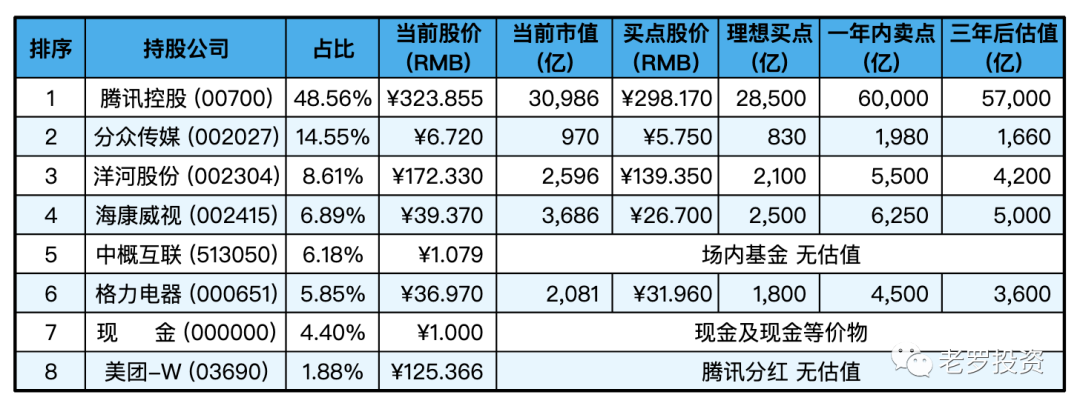 排序 持股公司 占比 当前股价 (RMB) 当前市值 (亿) 买点股价 (RMB) 理想买点 (亿) 一年内卖点 (亿) 三年后估值 (亿)
1 腾讯控股 (00700) 48.56% ¥323.855 30,986 ¥298.170 28,500 60,000 57,000
2 分众传媒 (002027) 14.55% ¥6.720 970 ¥5.750 830 1,980 1,660
3 洋河股份 (002304) 8.61% ¥172.330 2,596 ¥139.350 2,100 5,500 4,200
4 海康威视 (002415) 6.89% ¥39.370 3,686 ¥26.700 2,500 6,250 5,000
5 中概互联 (513050) 6.18% ¥1.079 场内基金 无估值
6 格力电器 (000651) 5.85% ¥36.970 2,081 ¥31.960 1,800 4,500 3,600
7 现 金 (000000) 4.40% ¥1.000 现金及现金等价物
8 美团-W (03690) 1.88% ¥125.366 腾讯分红 无估值
老罗投资